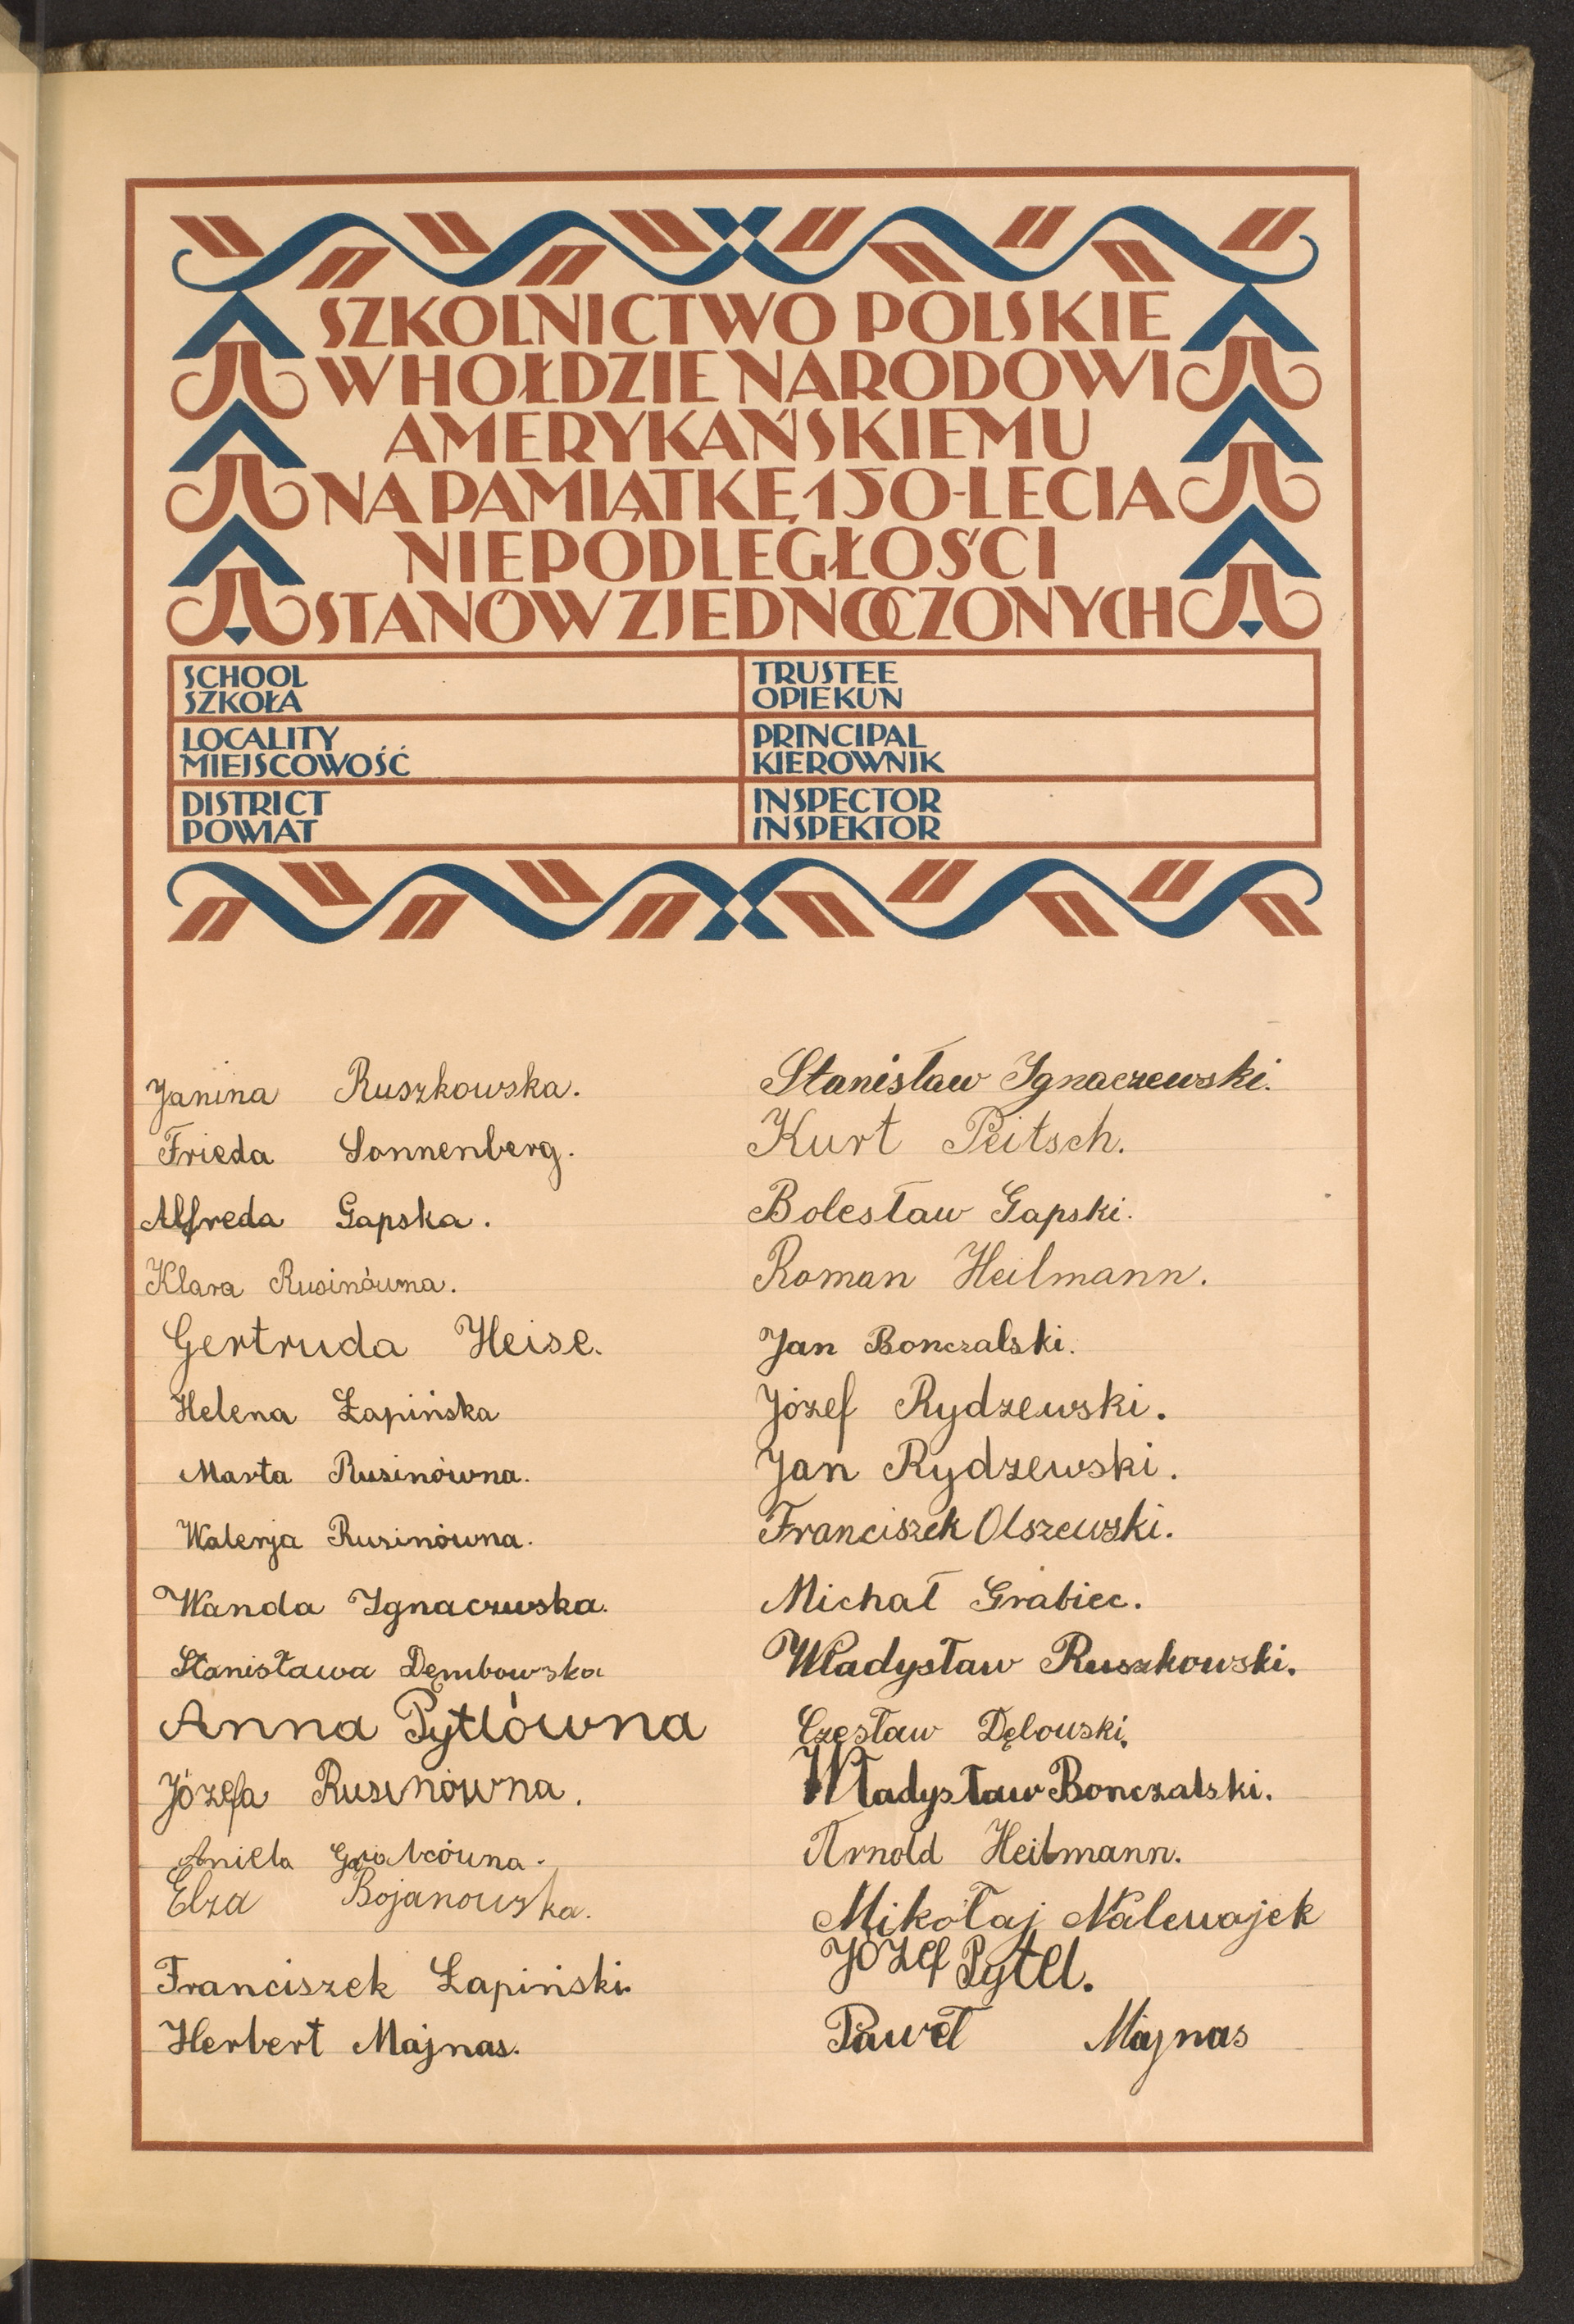 SZKOLNICTWO POLSKIE
W HOŁDZIE NARODOWI
AMERYKAŃSKIEMU
NA PAMIĄTKĘ 150-LECIA
NIEPODLEGŁOŚCI
STANÓW ZJEDNOCZONYCH
SCHOOL
SZKOŁA
TRUSTEE
OPIEKUN
LOCALITY
MIEJSCOWOŚĆ
PRINCIPAL
KIEROWNIK
DISTRICT
POWIAT
INSPECTOR
INSPEKTOR
Janina Ruszkowska.
Frieda Sonnenberg.
Alfreda Gapska.
Klara Rusinówna.
Gertruda Heise.
Helena Łapińska
Marta Rusinówna.
Walerja Rusinówna.
Wanda Ignaczewska.
Stanisława Dęmbowska
Anna Pytlówna
Józefa Rusinówna.
Aniela Grabcówna.
Elza Bojanowska.
Franciszek Łapiński.
Herbert Majnas.
Stanisław Ignaczewski.
Kurt Peitsch.
Bolesław Gapski.
Roman Heilmann.
Jan Bonczalski.
Józef Rydzewski.
Jan Rydzewski.
Franciszek Olszewski.
Michał Grabiec.
Władysław Ruszkowski.
Czesław Dębowski.
Władysław Bonczalski.
Arnold Heilmann.
Mikołaj Nalewajek
Józef Pytel.
Paweł Majnas